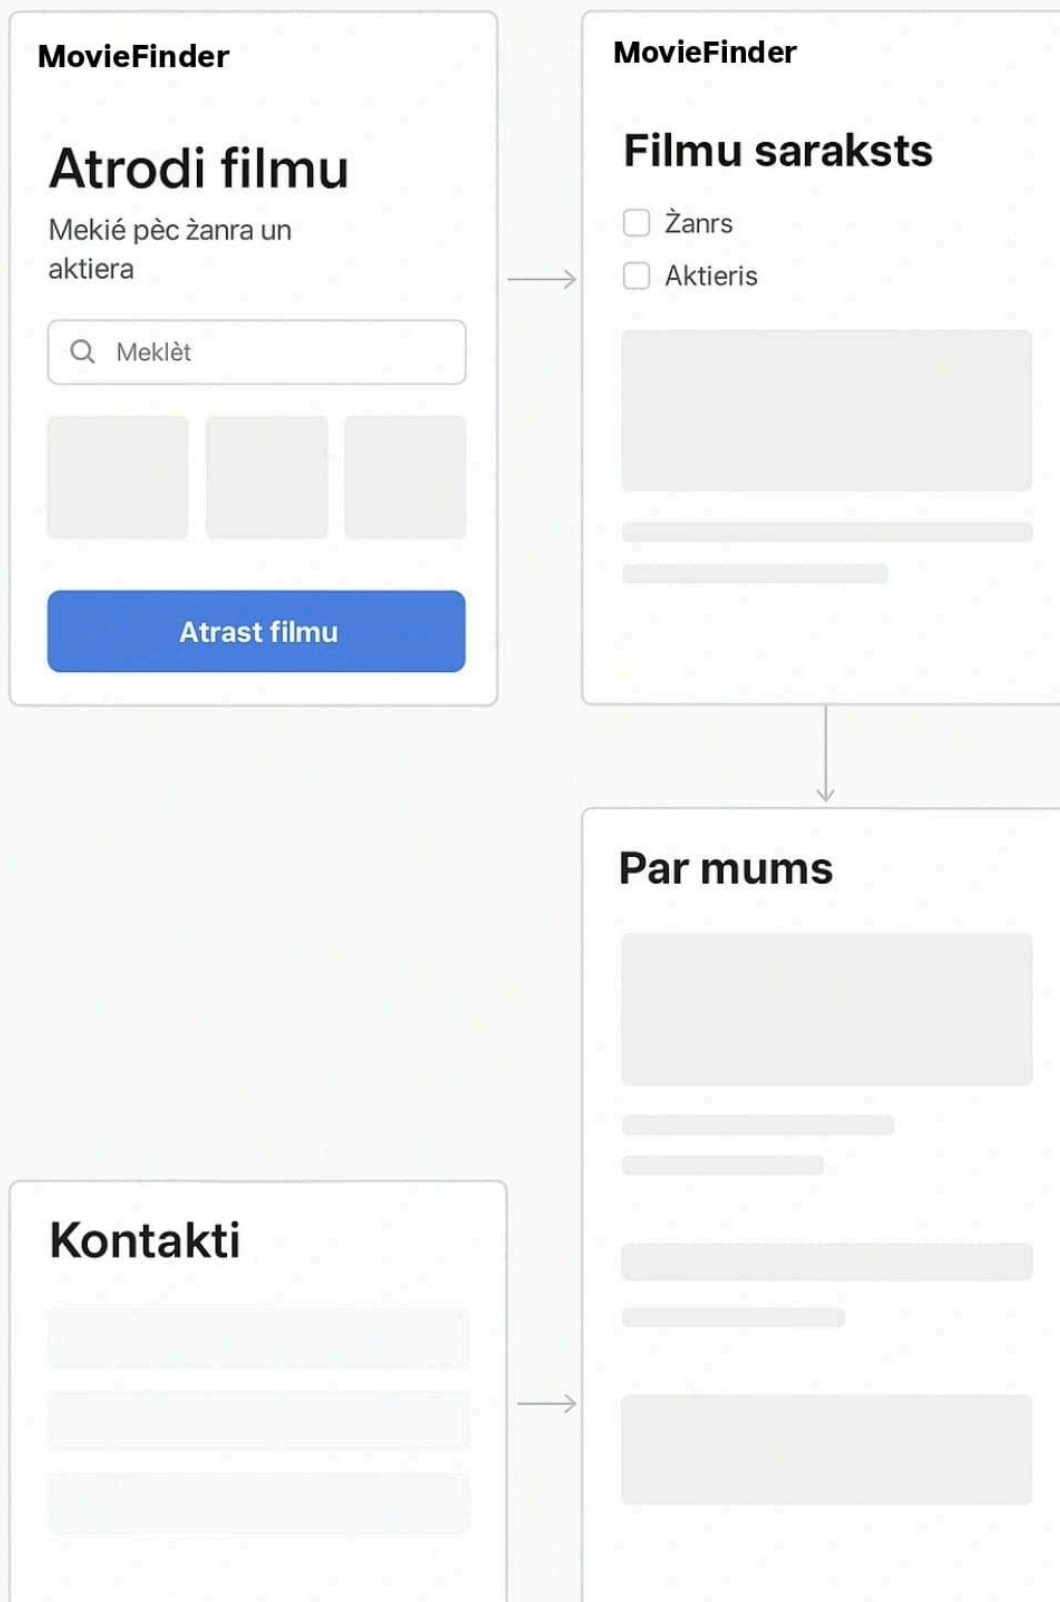 MovieFinder
Atrodi filmu
Mekié pèc žanra un
aktiera
Meklèt
Atrast filmu
MovieFinder
Filmu saraksts
Žanrs
Aktieris
Par mums
Kontakti